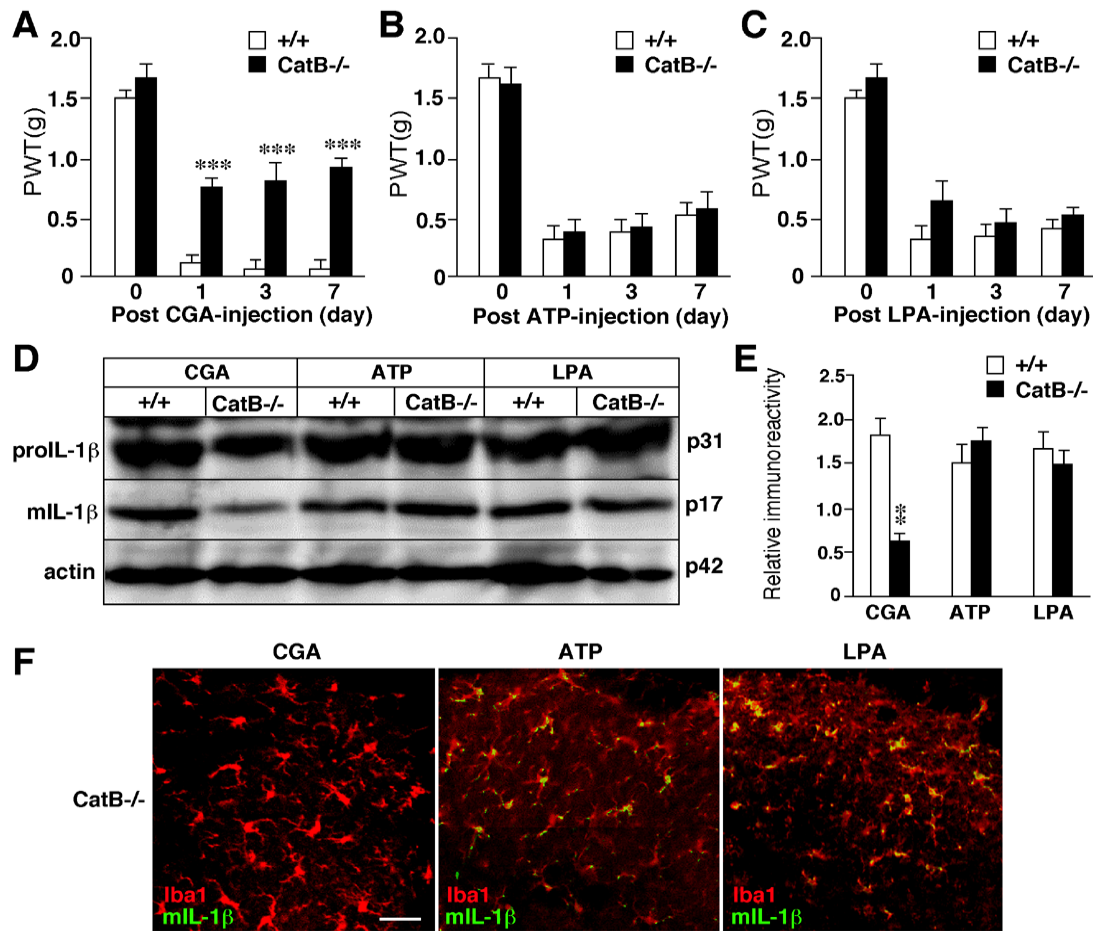 A
2.0
1.5
1.0
0.5
0
PWT(g)
+/+
CatB-/-
***
***
***
0 1 3 7
Post CGA-injection (day)
B
2.0
1.5
1.0
0.5
0
PWT(g)
+/+
CatB-/-
0 1 3 7
Post ATP-injection (day)
C
2.0
1.5
1.0
0.5
0
PWT(g)
+/+
CatB-/-
0 1 3 7
Post LPA-injection (day)
D
CGA ATP LPA
+/+ CatB-/- +/+ CatB-/- +/+ CatB-/-
proIL-1β p31
mIL-1β p17
actin p42
E
+/+
CatB-/-
2.5
2.0
1.5
1.0
0.5
0
Relative immunoreactivity
***
CGA ATP LPA
F
CGA ATP LPA
CatB-/-
Iba1
mIL-1β
Iba1
mIL-1β
Iba1
mIL-1β